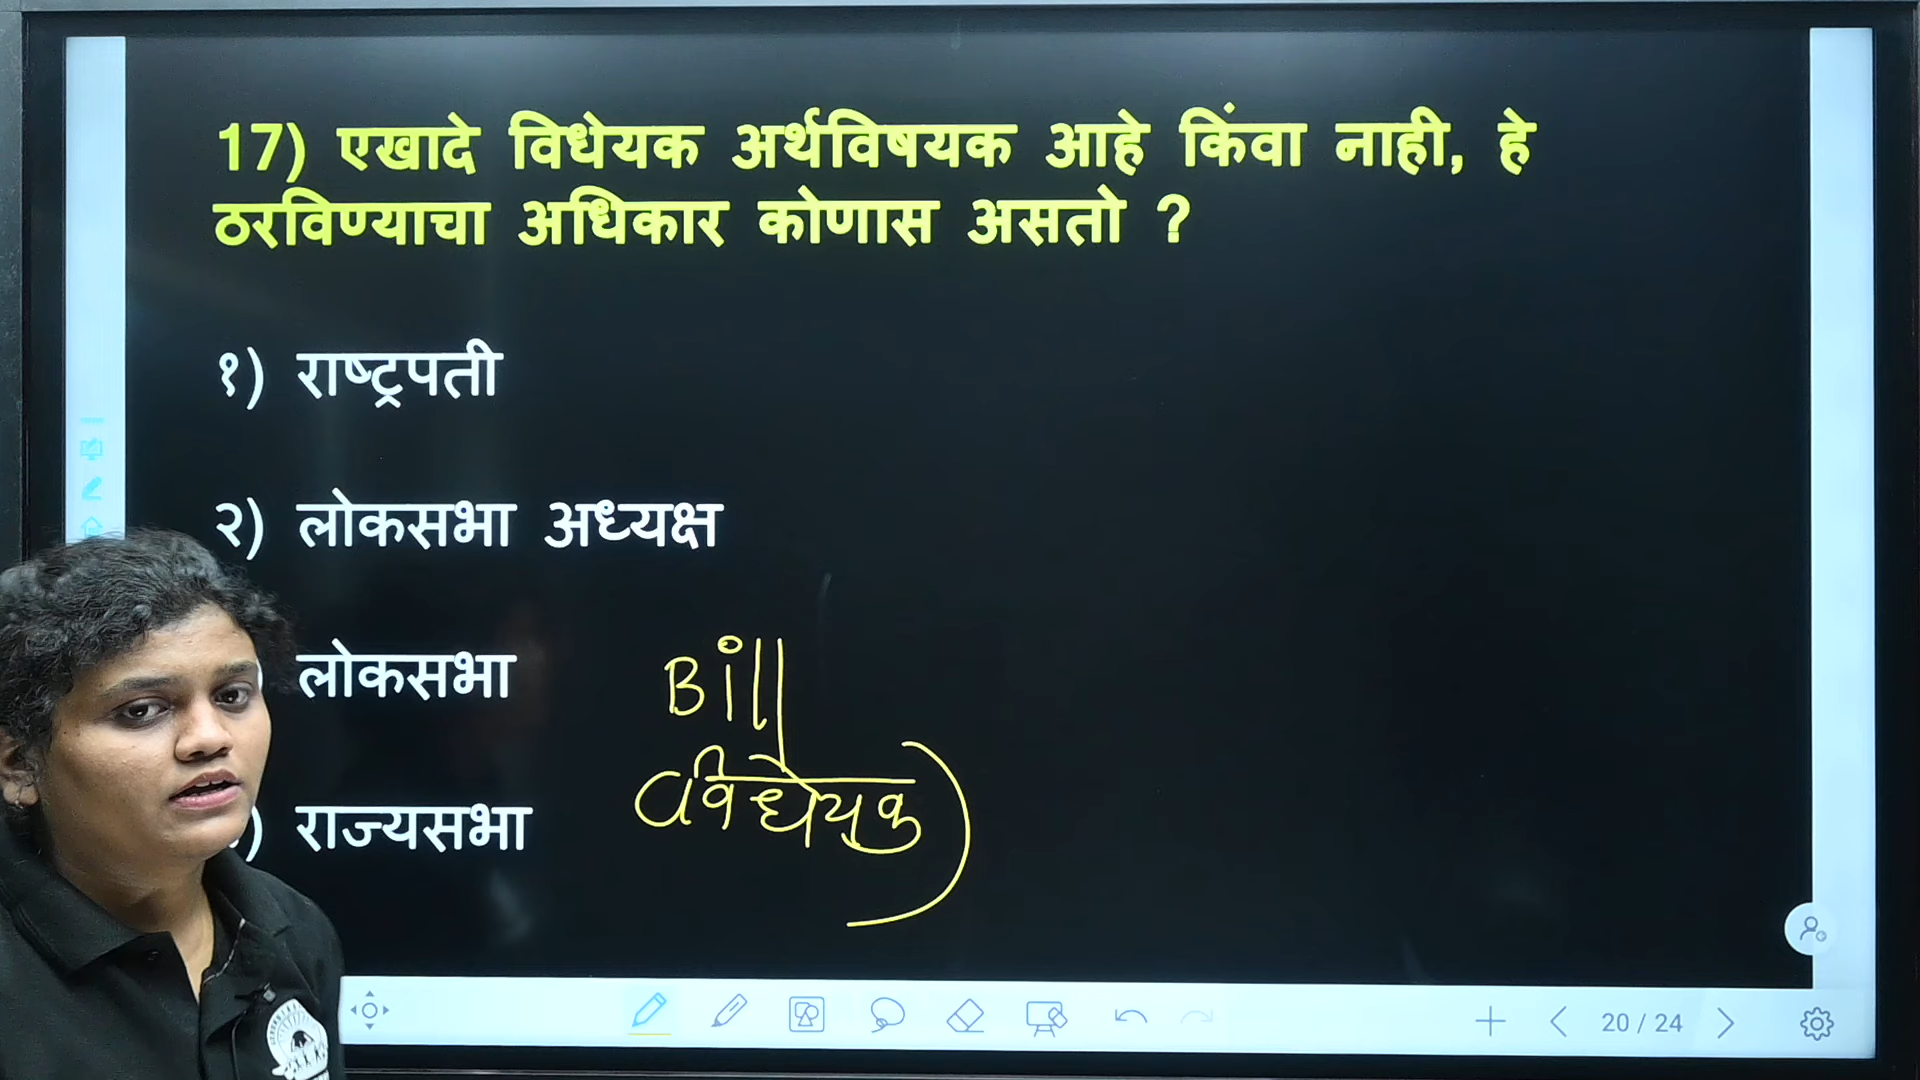 17) एखादे विधेयक अर्थविषयक आहे किंवा नाही, हे
ठरविण्याचा अधिकार कोणास असतो ?
१) राष्ट्रपती
२) लोकसभा अध्यक्ष
) लोकसभा
) राज्यसभा
Bill
विधेयक
20 / 24